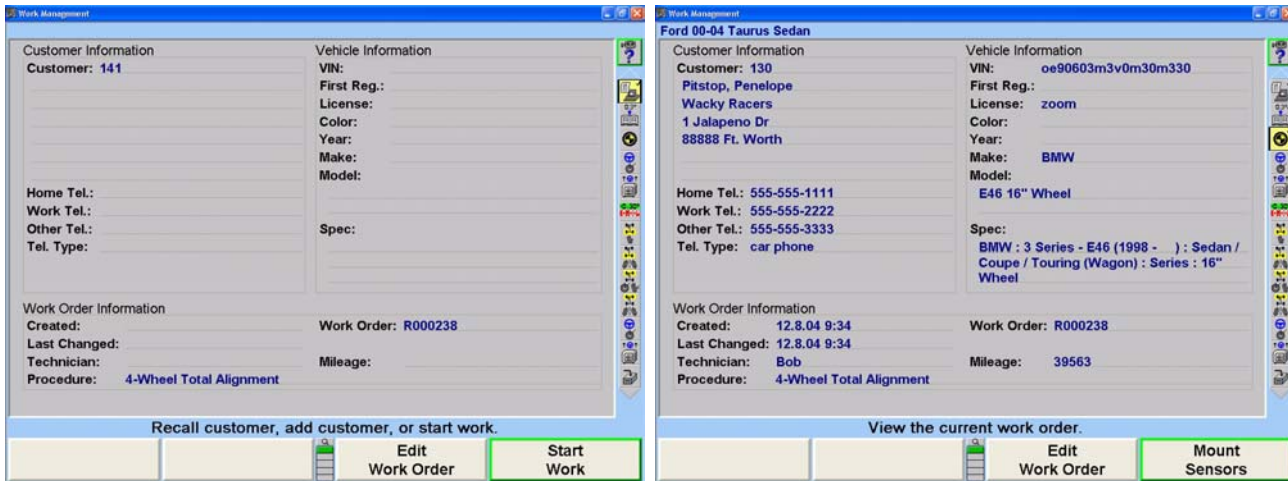 Work Management
Customer Information
Customer: 141
Home Tel.:
Work Tel.:
Other Tel.:
Tel. Type:
Vehicle Information
VIN:
First Reg.:
License:
Color:
Year:
Make:
Model:
Spec:
Work Order Information
Created:
Last Changed:
Technician:
Procedure: 4-Wheel Total Alignment
Work Order: R000238
Mileage:
Recall customer, add customer, or start work.
Edit
Work Order
Start
Work
Work Management
Ford 00-04 Taurus Sedan
Customer Information
Customer: 130
Pitstop, Penelope
Wacky Racers
1 Jalapeno Dr
88888 Ft. Worth
Home Tel.: 555-555-1111
Work Tel.: 555-555-2222
Other Tel.: 555-555-3333
Tel. Type: car phone
Vehicle Information
VIN: oe90603m3v0m30m330
First Reg.:
License: zoom
Color:
Year:
Make: BMW
Model:
E46 16" Wheel
Spec:
BMW : 3 Series - E46 (1998 - ) : Sedan /
Coupe / Touring (Wagon) : Series : 16"
Wheel
Work Order Information
Created: 12.8.04 9:34
Last Changed: 12.8.04 9:34
Technician: Bob
Procedure: 4-Wheel Total Alignment
Work Order: R000238
Mileage: 39563
View the current work order.
Edit
Work Order
Mount
Sensors